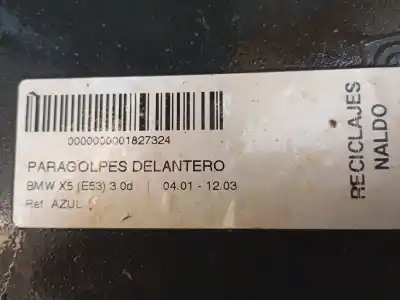 0000000001827324
PARAGOLPES DELANTERO
BMW X5 (E53) 3.0d | 04.01 - 12.03
Ref. AZUL
RECICLAJES
NALDO